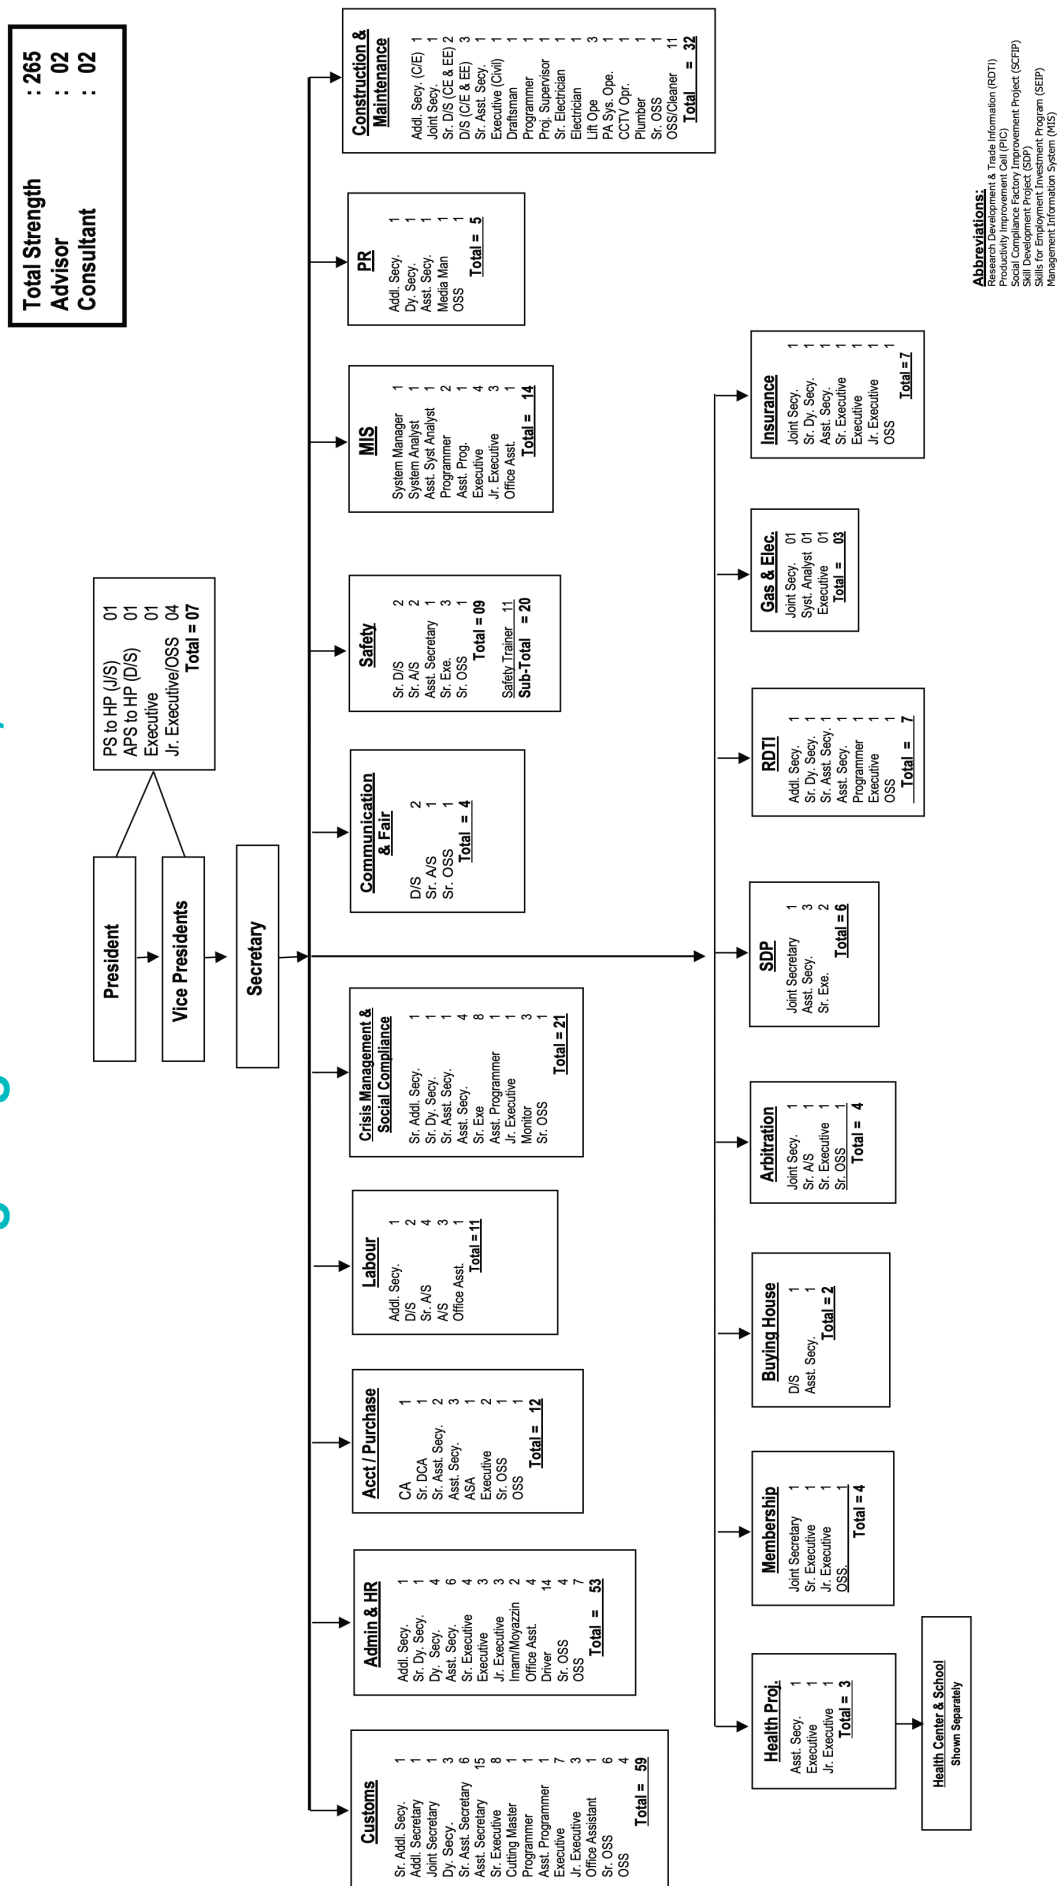 Total Strength : 265
Advisor : 02
Consultant : 02
President
Vice Presidents
Secretary
PS to HP (J/S) 01
APS to HP (D/S) 01
Executive 01
Jr. Executive/OSS 04
Total = 07
Customs
Sr. Addl. Secy. 1
Addl. Secretary 1
Joint Secretary 1
Dy. Secy. 3
Sr. Asst. Secretary 6
Asst. Secretary 15
Sr. Executive 8
Cutting Master 1
Programmer 1
Asst. Programmer 1
Executive 7
Jr. Executive 3
Office Assistant 1
Sr. OSS 6
OSS 4
Total = 59
Admin & HR
Addl. Secy. 1
Sr. Dy. Secy. 1
Dy. Secy. 4
Asst. Secy. 6
Sr. Executive 4
Executive 3
Jr. Executive 3
Imam/Moyazzin 2
Office Asst. 4
Driver 14
Sr. OSS 4
OSS 7
Total = 53
Acct / Purchase
CA 1
Sr. DCA 1
Sr. Asst. Secy. 2
Asst. Secy. 3
ASA 1
Executive 2
Sr. OSS 1
OSS 1
Total = 12
Labour
Addl. Secy. 1
D/S 2
Sr. A/S 4
A/S 3
Office Asst. 1
Total = 11
Crisis Management &
Social Compliance
Sr. Addl. Secy. 1
Sr. Dy. Secy. 1
Sr. Asst. Secy. 1
Asst. Secy. 4
Sr. Exe 8
Asst. Programmer 1
Jr. Executive 1
Monitor 3
Sr. OSS 1
Total = 21
Communication
& Fair
D/S 2
Sr. A/S 1
Sr. OSS 1
Total = 4
Safety
Sr. D/S 2
Sr. A/S 2
Asst. Secretary 1
Sr. Exe. 3
Sr. OSS 1
Total = 09
Safety Trainer 11
Sub-Total = 20
MIS
System Manager 1
System Analyst 1
Asst. Syst Analyst 1
Programmer 2
Asst. Prog. 1
Executive 4
Jr. Executive 3
Office Asst. 1
Total = 14
PR
Addl. Secy. 1
Dy. Secy. 1
Asst. Secy. 1
Media Man 1
OSS 1
Total = 5
Construction &
Maintenance
Addl. Secy. (C/E) 1
Joint Secy. 1
Sr. D/S (CE & EE) 2
D/S (C/E & EE) 3
Sr. Asst. Secy. 1
Executive (Civil) 1
Draftsman 1
Programmer 1
Proj. Supervisor 1
Sr. Electrician 1
Electrician 1
Lift Ope 3
PA Sys. Ope. 1
CCTV Opr. 1
Plumber 1
Sr. OSS 1
OSS/Cleaner 11
Total = 32
Health Proj.
Asst. Secy. 1
Executive 1
Jr. Executive 1
Total = 3
Health Center & School
Shown Separately
Membership
Joint Secretary 1
Sr. Executive 1
Jr. Executive 1
OSS. 1
Total = 4
Buying House
D/S 1
Asst. Secy. 1
Total = 2
Arbitration
Joint Secy. 1
Sr. A/S 1
Sr. Executive 1
Sr. OSS 1
Total = 4
SDP
Joint Secretary 1
Asst. Secy. 3
Sr. Exe. 2
Total = 6
RDTI
Addl. Secy. 1
Sr. Dy. Secy. 1
Sr. Asst. Secy. 1
Asst. Secy. 1
Programmer 1
Executive 1
OSS 1
Total = 7
Gas & Elec.
Joint Secy. 01
Syst. Analyst 01
Executive 01
Total = 03
Insurance
Joint Secy. 1
Sr. Dy. Secy. 1
Asst. Secy. 1
Sr. Executive 1
Executive 1
Jr. Executive 1
OSS 1
Total = 7
Abbreviations:
Research Development & Trade Information (RDTI)
Productivity Improvement Cell (PIC)
Social Compliance Factory Improvement Project (SCFIP)
Skill Development Project (SDP)
Skills for Employment Investment Program (SEIP)
Management Information System (MIS)